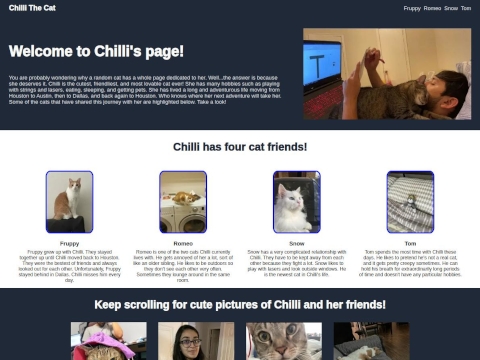 Chilli The Cat
Fruppy Romeo Snow Tom
Welcome to Chilli's page!
T
You are probably wondering why a random cat has a whole page dedicated to her. Well...the answer is because
she deserves it. Chilli is the cutest, friendliest, and most lovable cat ever! She has many hobbies such as playing
with strings and lasers, eating, sleeping, and getting pets. She has lived a long and adventurous life moving from
Houston to Austin, then to Dallas, and back again to Houston. Who knows where her next adventure will take her.
Some of the cats that have shared this journey with her are highlighted below. Take a look!
Chilli has four cat friends!
Fruppy
Fruppy grew up with Chilli. They stayed
together up until Chilli moved back to Houston.
They were the bestest of friends and always
looked out for each other. Unfortunately, Fruppy
stayed behind in Dallas. Chilli misses him every
day.
Romeo
Romeo is one of the two cats Chilli currently
lives with. He gets annoyed of her a lot, sort of
like an older sibling. He likes to be outdoors so
they don't see each other very often.
Sometimes they lounge around in the same
room.
Snow
Snow has a very complicated relationship with
Chilli. They have to be kept away from each
other because they fight a lot. Snow likes to
play with lasers and look outside windows. He
is the newest cat in Chilli's life.
Tom
Tom spends the most time with Chilli these
days. He likes to pretend he's not a real cat,
and it gets pretty creepy sometimes. He can
hold his breath for extraordinarily long periods
of time and doesn't have any bodily problems.
Keep scrolling for cute pictures of Chilli and her friends!